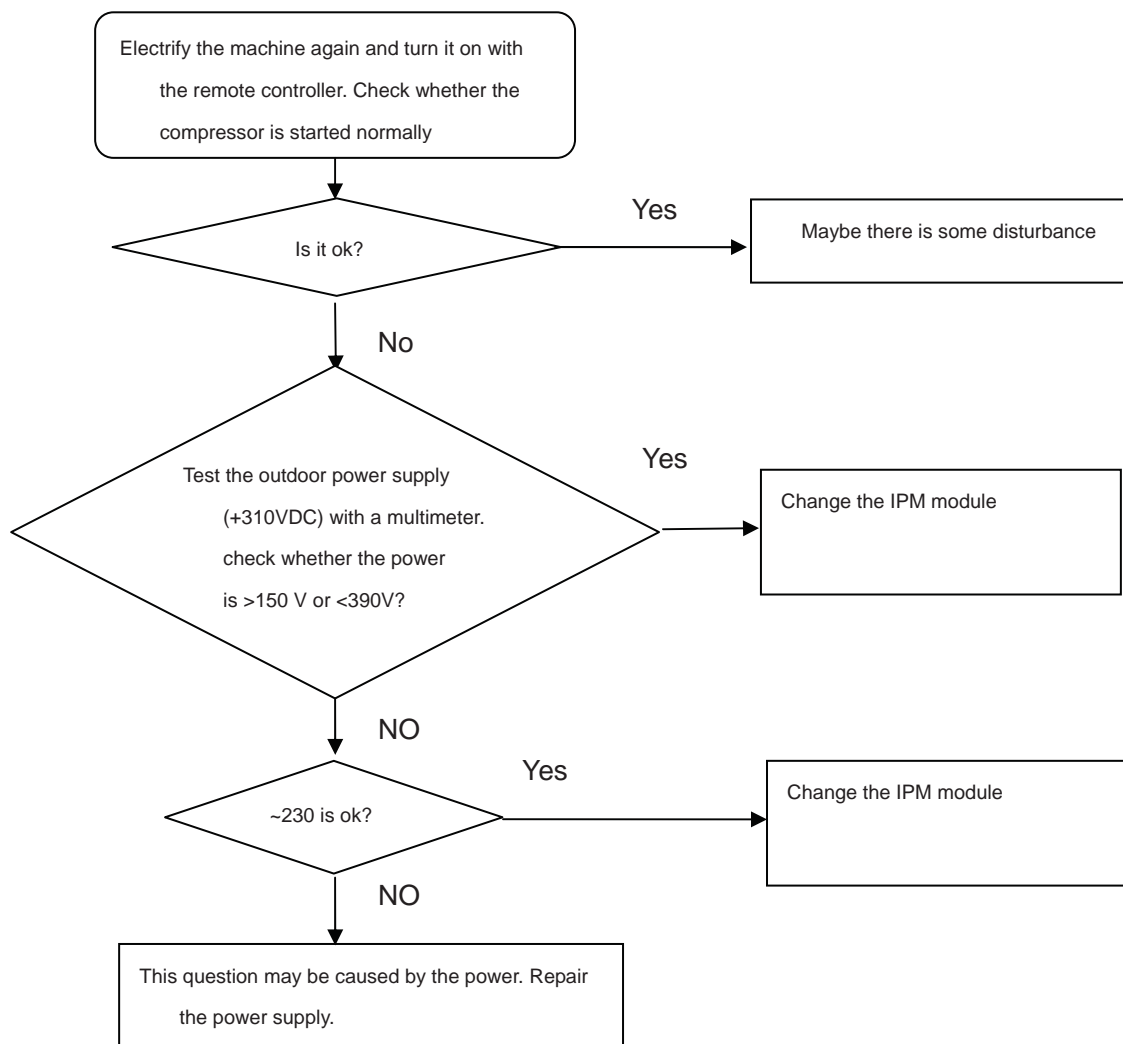 Electrify the machine again and turn it on with
the remote controller. Check whether the
compressor is started normally
Yes
Maybe there is some disturbance
Is it ok?
No
Yes
Test the outdoor power supply
(+310VDC) with a multimeter.
check whether the power
is >150 V or <390V?
Change the IPM module
NO
Yes
~230 is ok?
Change the IPM module
NO
This question may be caused by the power. Repair
the power supply.